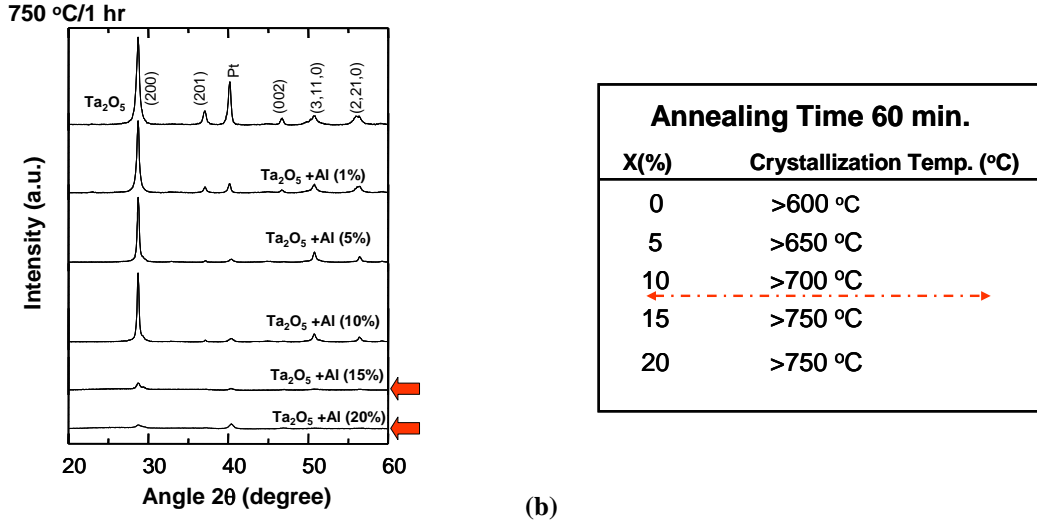 750 °C/1 hr
Ta₂O₅
(200)
(201)
Pt
(002)
(3,11,0)
(2,21,0)
Ta₂O₅ +Al (1%)
Ta₂O₅ +Al (5%)
Ta₂O₅ +Al (10%)
Ta₂O₅ +Al (15%)
Ta₂O₅ +Al (20%)
Intensity (a.u.)
20 30 40 50 60
Angle 2θ (degree)
Annealing Time 60 min.
X(%) Crystallization Temp. (°C)
0 >600 °C
5 >650 °C
10 >700 °C
15 >750 °C
20 >750 °C
(b)